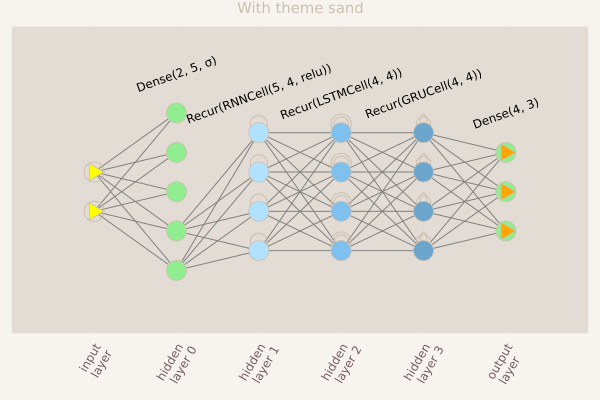 With theme sand
Dense(2, 5, σ)
Recur(RNNCell(5, 4, relu))
Recur(LSTMCell(4, 4))
Recur(GRUCell(4, 4))
Dense(4, 3)
input
layer
hidden
layer 0
hidden
layer 1
hidden
layer 2
hidden
layer 3
output
layer